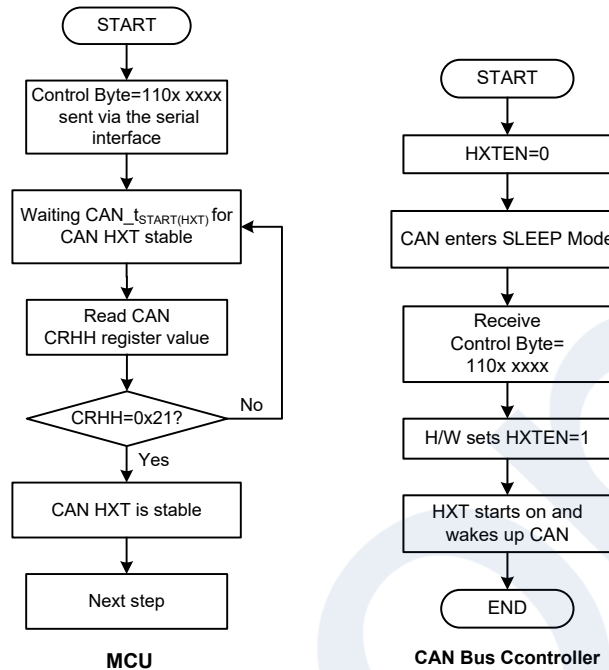 START
Control Byte=110x xxxx
sent via the serial
interface
Waiting CAN_tSTART(HXT) for
CAN HXT stable
Read CAN
CRHH register value
CRHH=0x21?
No
Yes
CAN HXT is stable
Next step
MCU
START
HXTEN=0
CAN enters SLEEP Mode
Receive
Control Byte=
110x xxxx
H/W sets HXTEN=1
HXT starts on and
wakes up CAN
END
CAN Bus Ccontroller